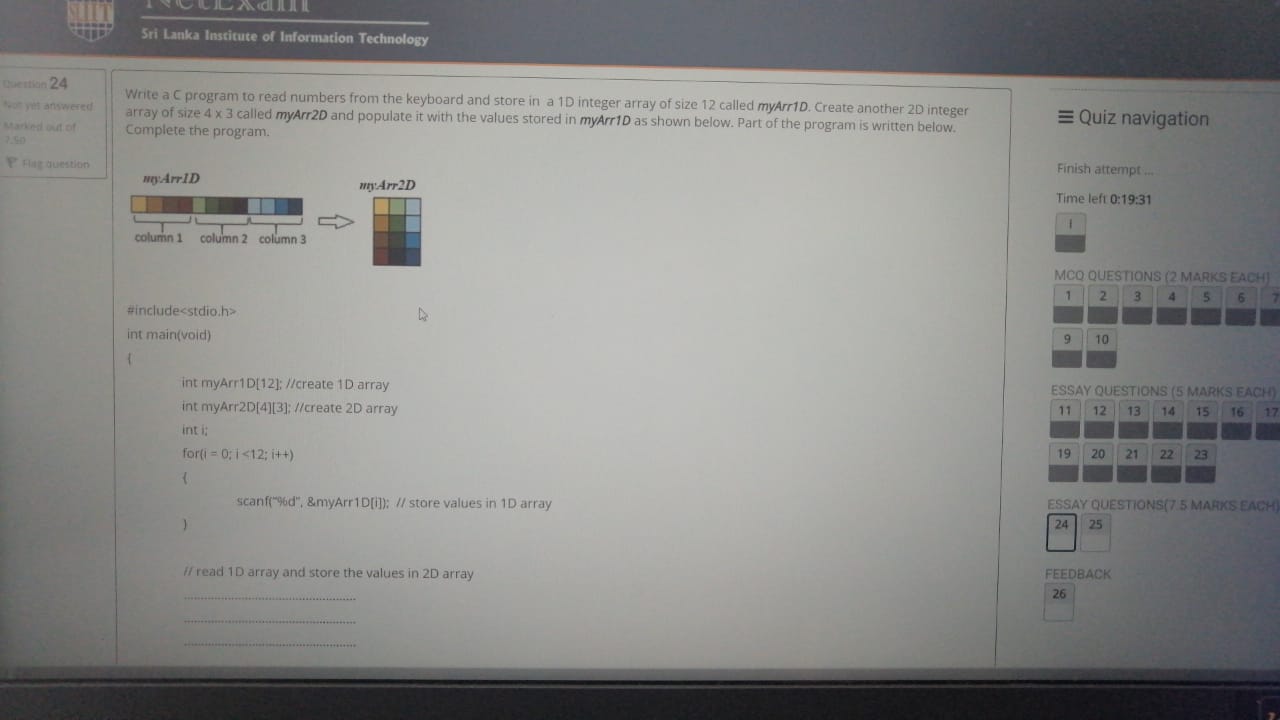 NetExam
SLIIT
Sri Lanka Institute of Information Technology
Question 24
Not yet answered
Marked out of
7.50
Flag question
Write a C program to read numbers from the keyboard and store in a 1D integer array of size 12 called myArr1D. Create another 2D integer
array of size 4 x 3 called myArr2D and populate it with the values stored in myArr1D as shown below. Part of the program is written below.
Complete the program.
myArr1D
myArr2D
column 1 column 2 column 3
#include<stdio.h>
int main(void)
{
int myArr1D[12]; //create 1D array
int myArr2D[4][3]; //create 2D array
int i;
for(i = 0; i <12; i++)
{
scanf("%d", &myArr1D[i]); // store values in 1D array
}
// read 1D array and store the values in 2D array
..........................................................
..........................................................
..........................................................
Quiz navigation
Finish attempt ...
Time left 0:19:31
i
MCQ QUESTIONS (2 MARKS EACH)
1 2 3 4 5 6 7
9 10
ESSAY QUESTIONS (5 MARKS EACH)
11 12 13 14 15 16 17
19 20 21 22 23
ESSAY QUESTIONS(7.5 MARKS EACH)
24 25
FEEDBACK
26